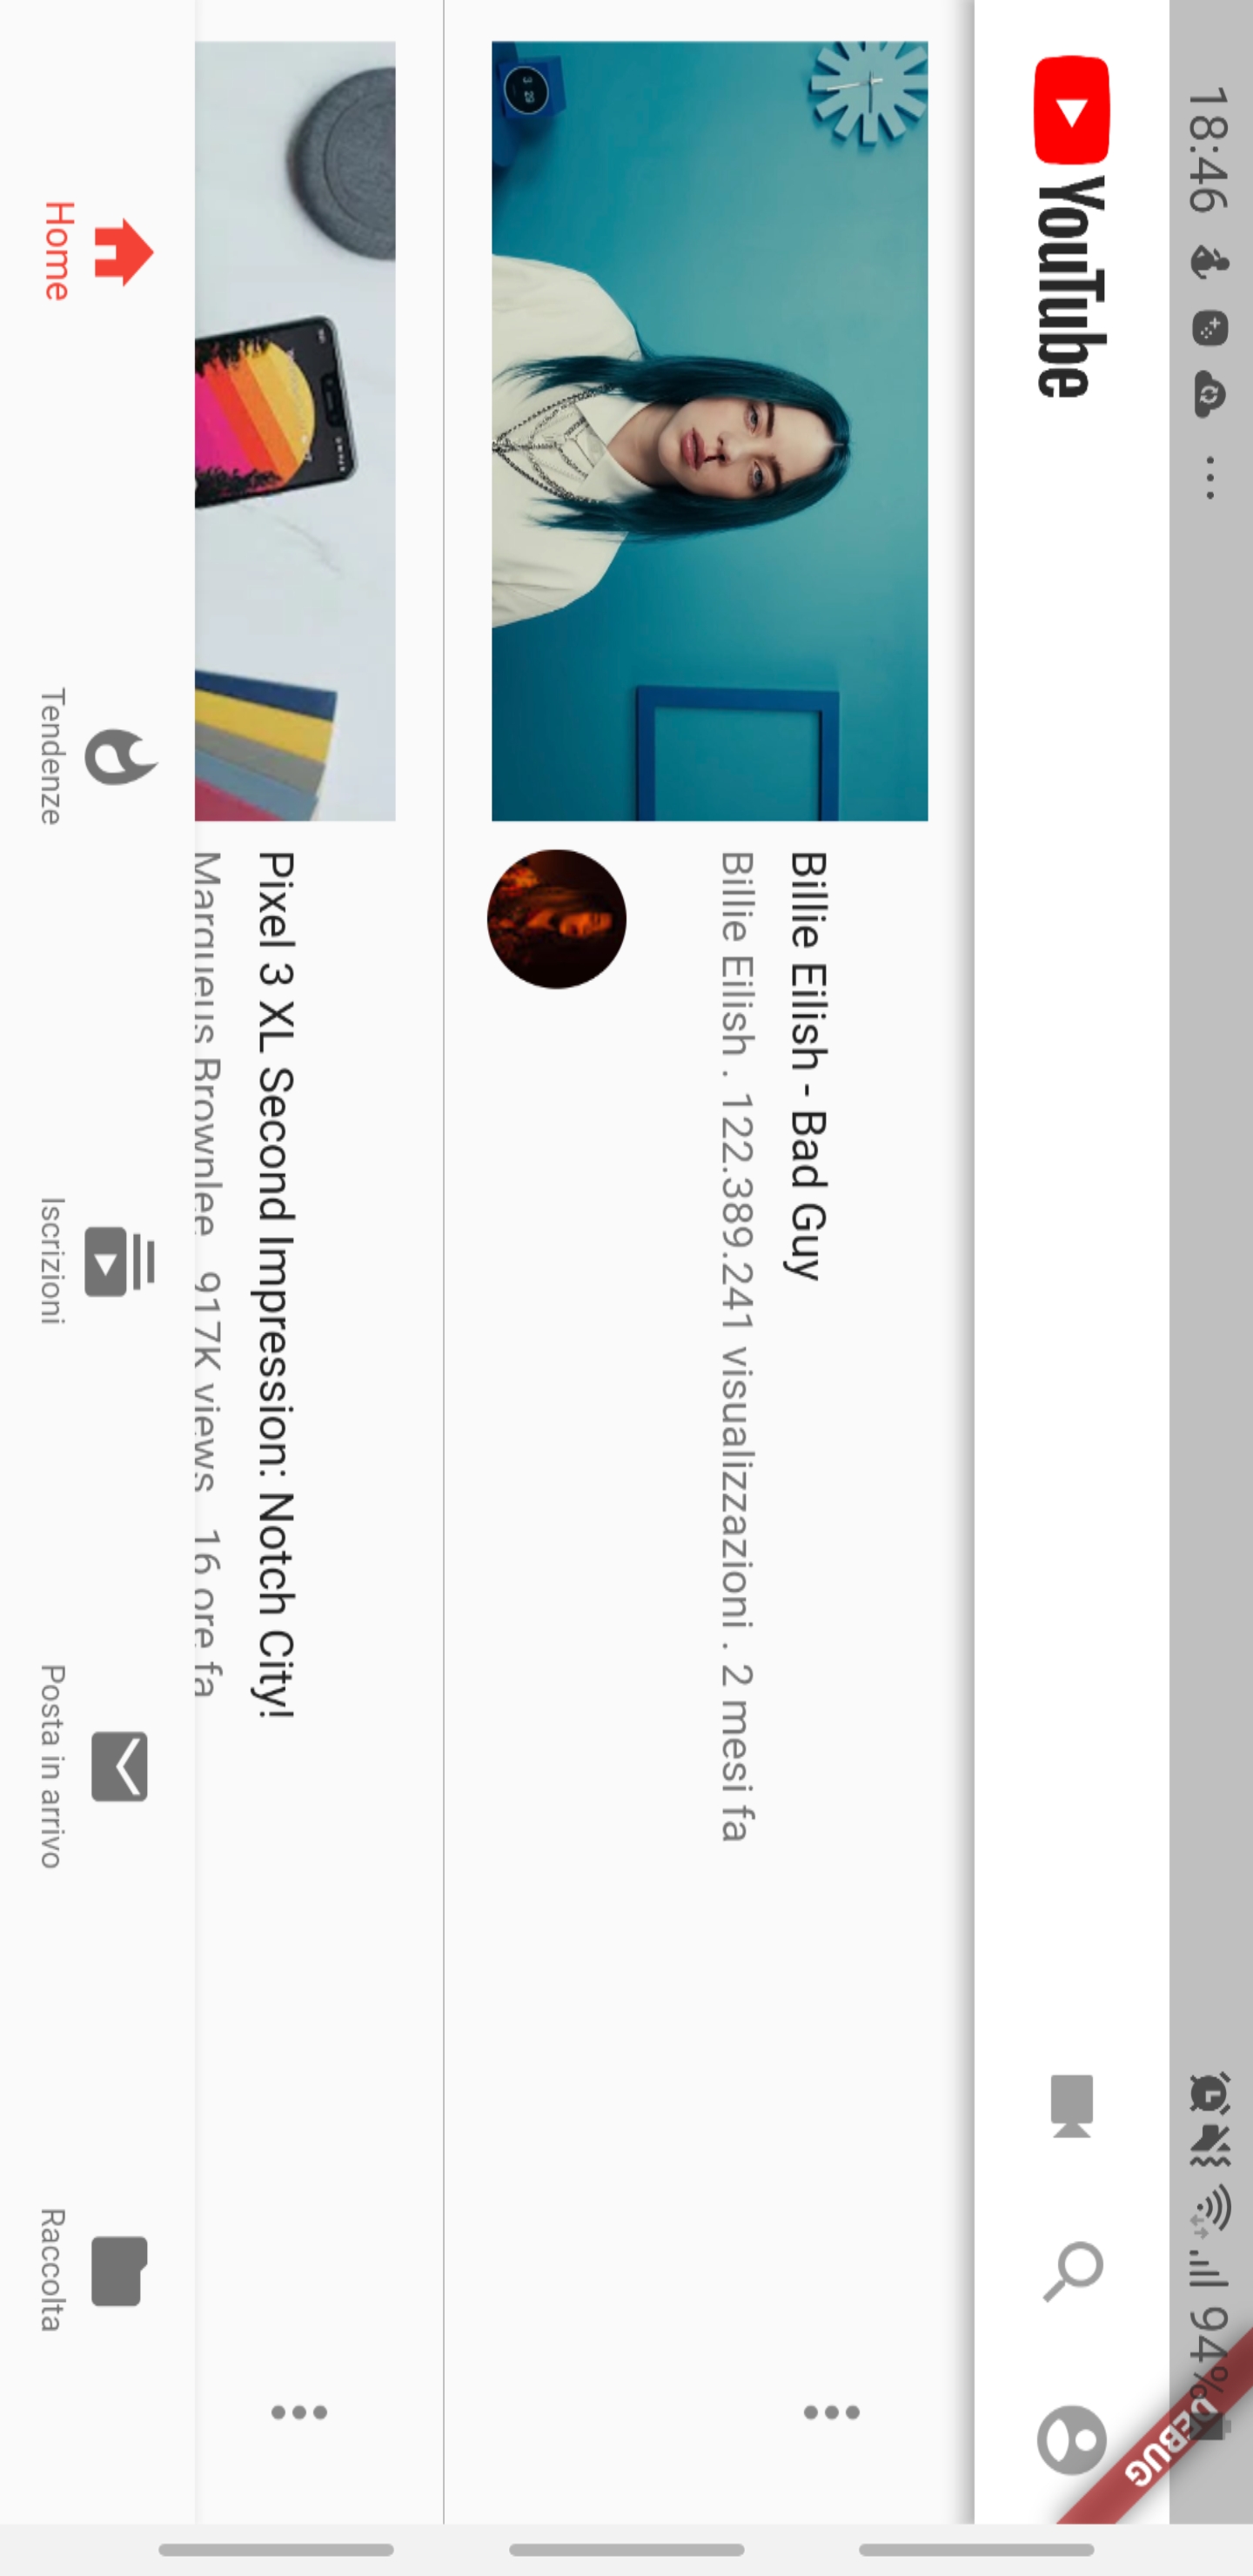 18:46
94%
DEBUG
YouTube
Billie Eilish - Bad Guy
Billie Eilish . 122.389.241 visualizzazioni . 2 mesi fa
Pixel 3 XL Second Impression: Notch City!
Marques Brownlee 917K views 16 ore fa
Home
Tendenze
Iscrizioni
Posta in arrivo
Raccolta